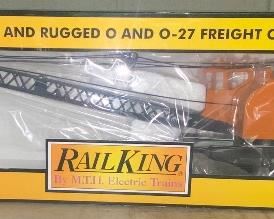 AND RUGGED O AND O-27 FREIGHT C
RAILKING
By M.T.H. Electric Trains